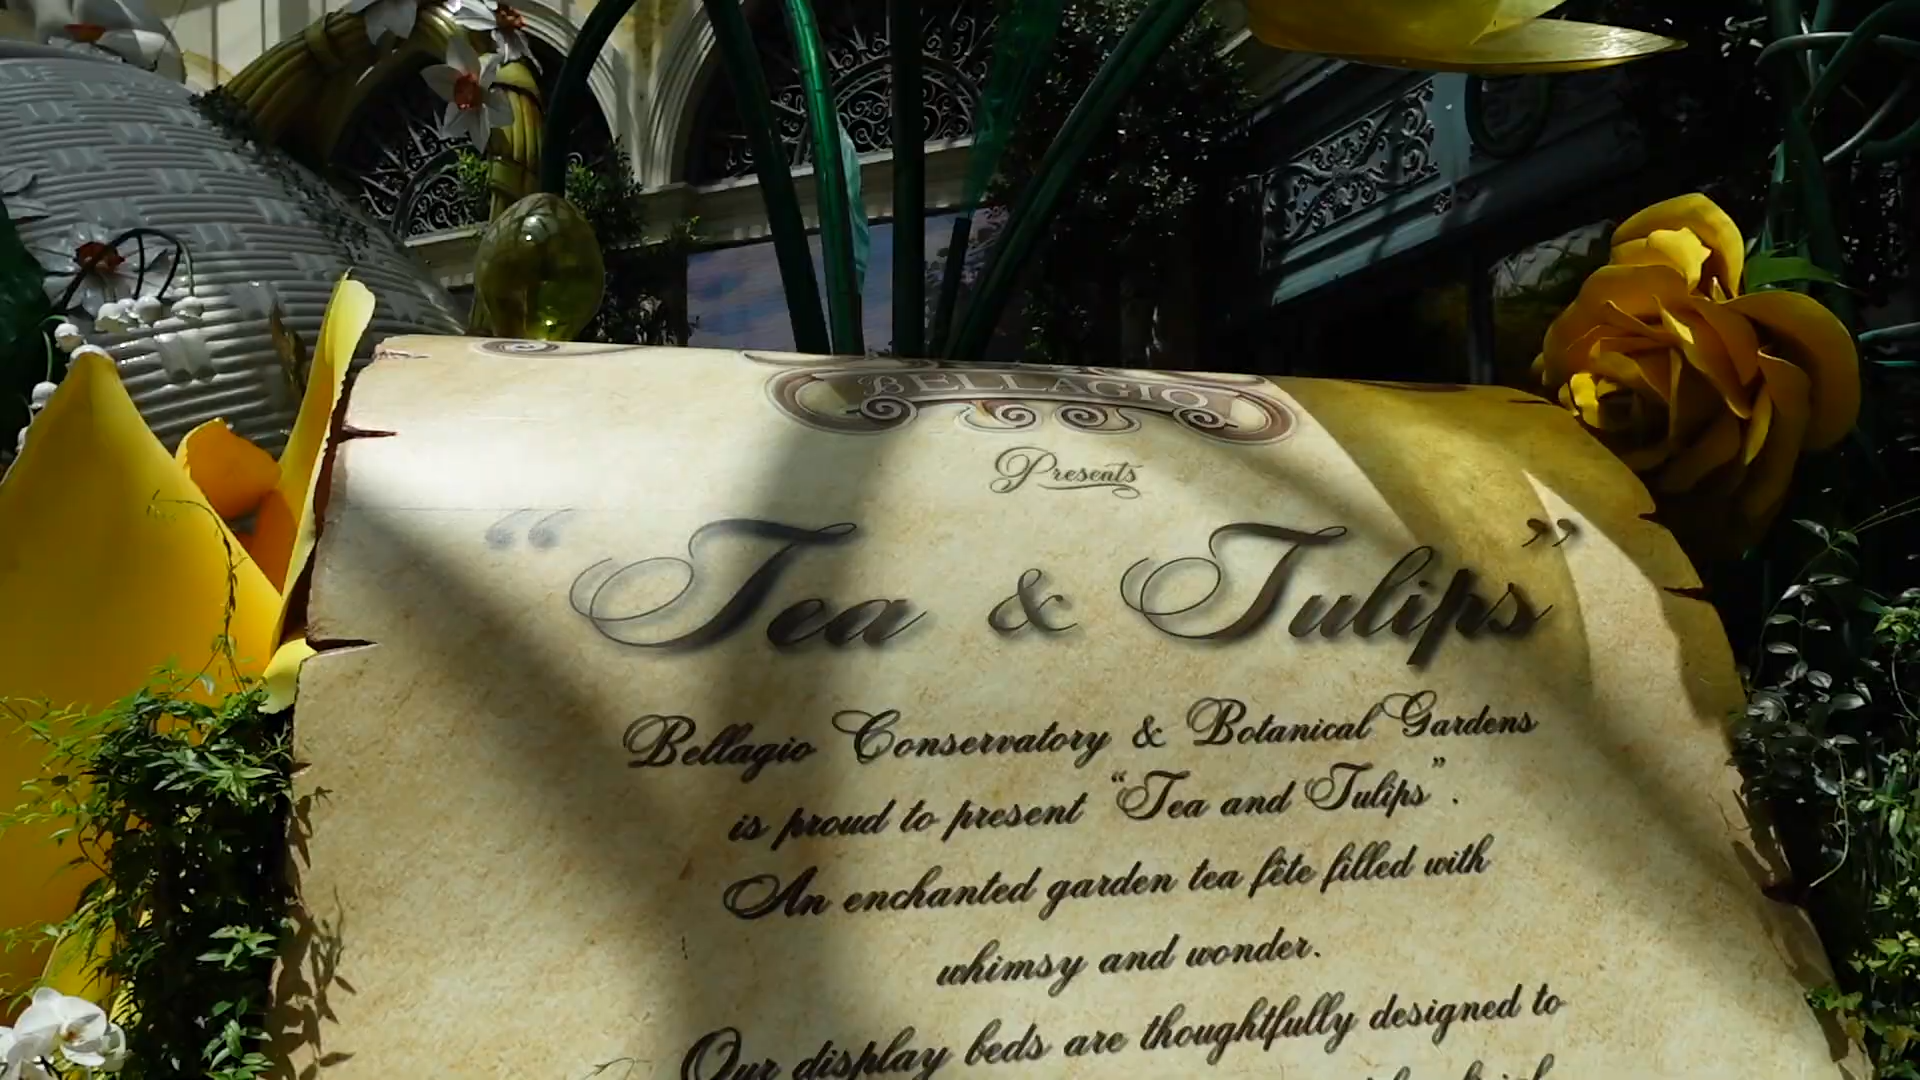 BELLAGIO
Presents
“Tea & Tulips”
Bellagio Conservatory & Botanical Gardens
is proud to present “Tea and Tulips”.
An enchanted garden tea fête filled with
whimsy and wonder.
Our display beds are thoughtfully designed to